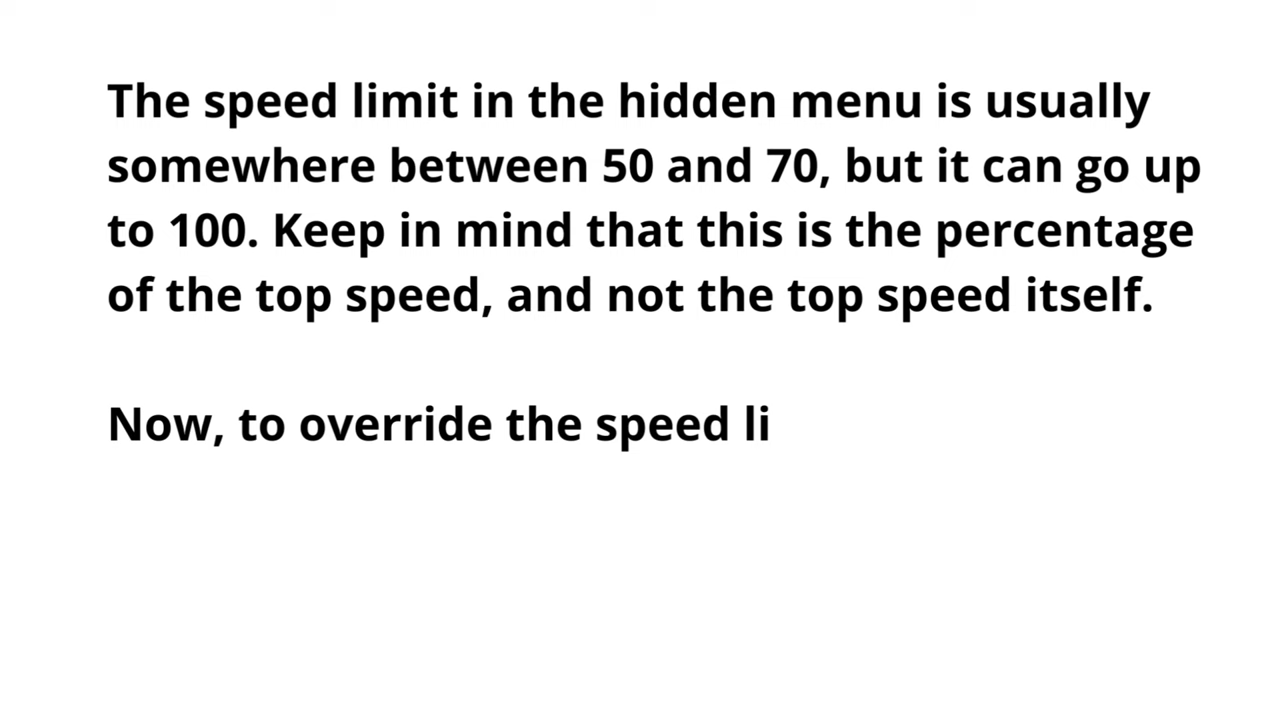 The speed limit in the hidden menu is usually
somewhere between 50 and 70, but it can go up
to 100. Keep in mind that this is the percentage
of the top speed, and not the top speed itself.
Now, to override the speed li